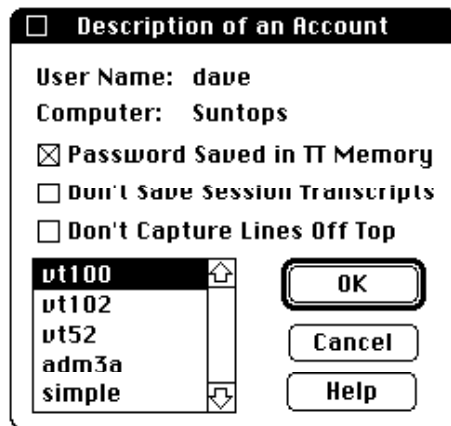 Description of an Account
User Name: dave
Computer: Suntops
Password Saved in TT Memory
Don't Save Session Transcripts
Don't Capture Lines Off Top
vt100
vt102
vt52
adm3a
simple
OK
Cancel
Help